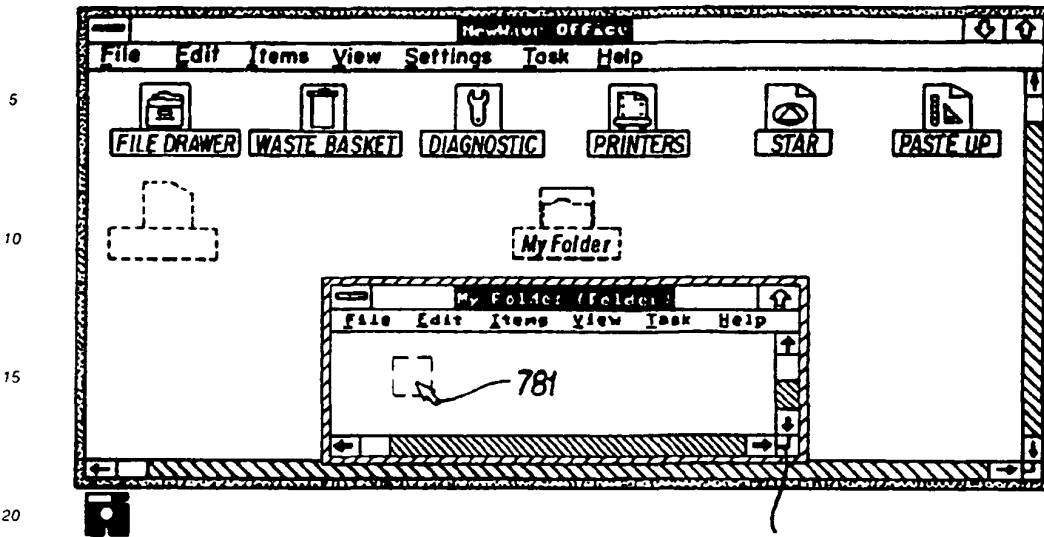 NewWave Office
File Edit Items View Settings Task Help
5
FILE DRAWER WASTE BASKET DIAGNOSTIC PRINTERS STAR PASTE UP
10
My Folder
My Folder (Folder)
File Edit Items View Task Help
15
781
20